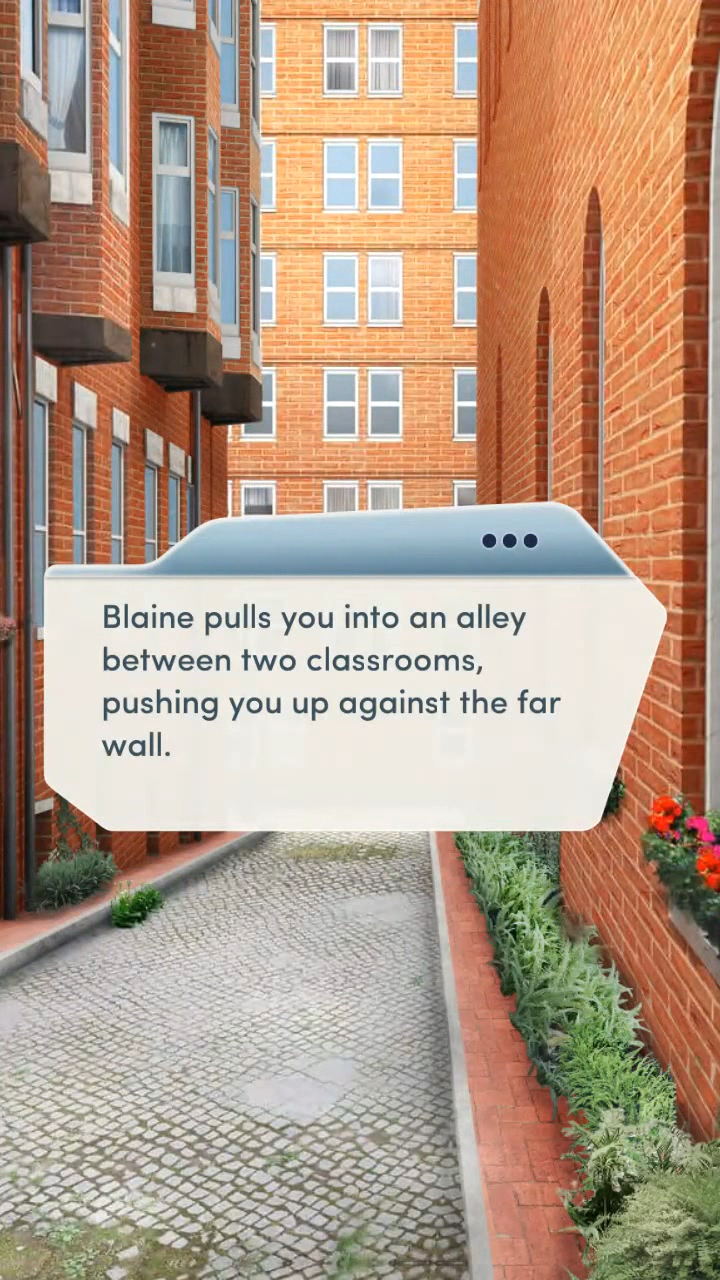 Blaine pulls you into an alley
between two classrooms,
pushing you up against the far
wall.